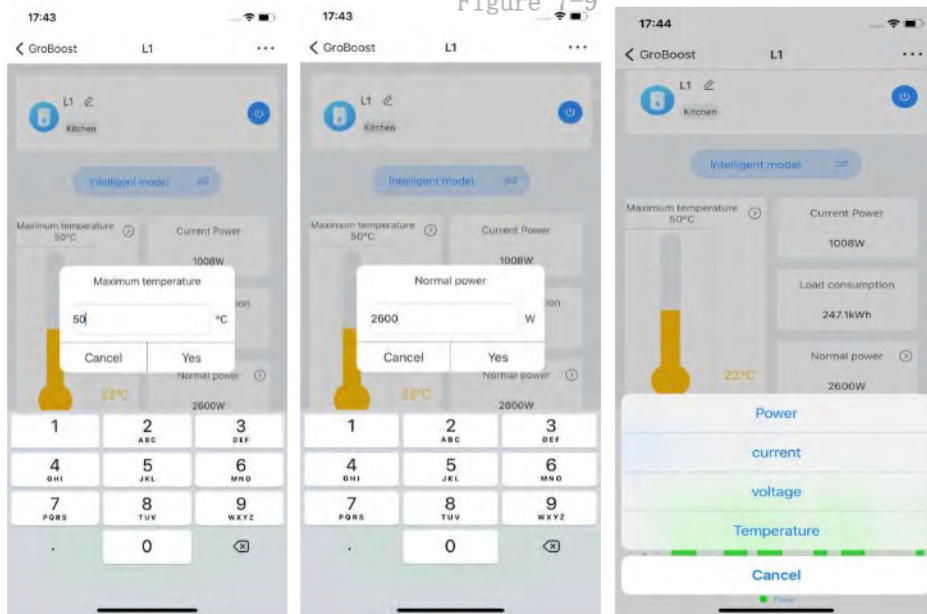 Figure 7-9
17:43
GroBoost
L1
L1
Kitchen
Intelligent model
Maximum temperature
50°C
Current Power
1008W
Maximum temperature
50
°C
Cancel
Yes
Normal power
22°C
2600W
1
2
ABC
3
DEF
4
GHI
5
JKL
6
MNO
7
PQRS
8
TUV
9
WXYZ
.
0
17:43
GroBoost
L1
L1
Kitchen
Intelligent model
Maximum temperature
50°C
Current Power
1008W
Normal power
2600
W
Cancel
Yes
Normal power
22°C
2600W
1
2
ABC
3
DEF
4
GHI
5
JKL
6
MNO
7
PQRS
8
TUV
9
WXYZ
.
0
17:44
GroBoost
L1
L1
Kitchen
Intelligent model
Maximum temperature
50°C
Current Power
1008W
Load consumption
247.1kWh
Normal power
22°C
2600W
Power
current
voltage
Temperature
Cancel
Power